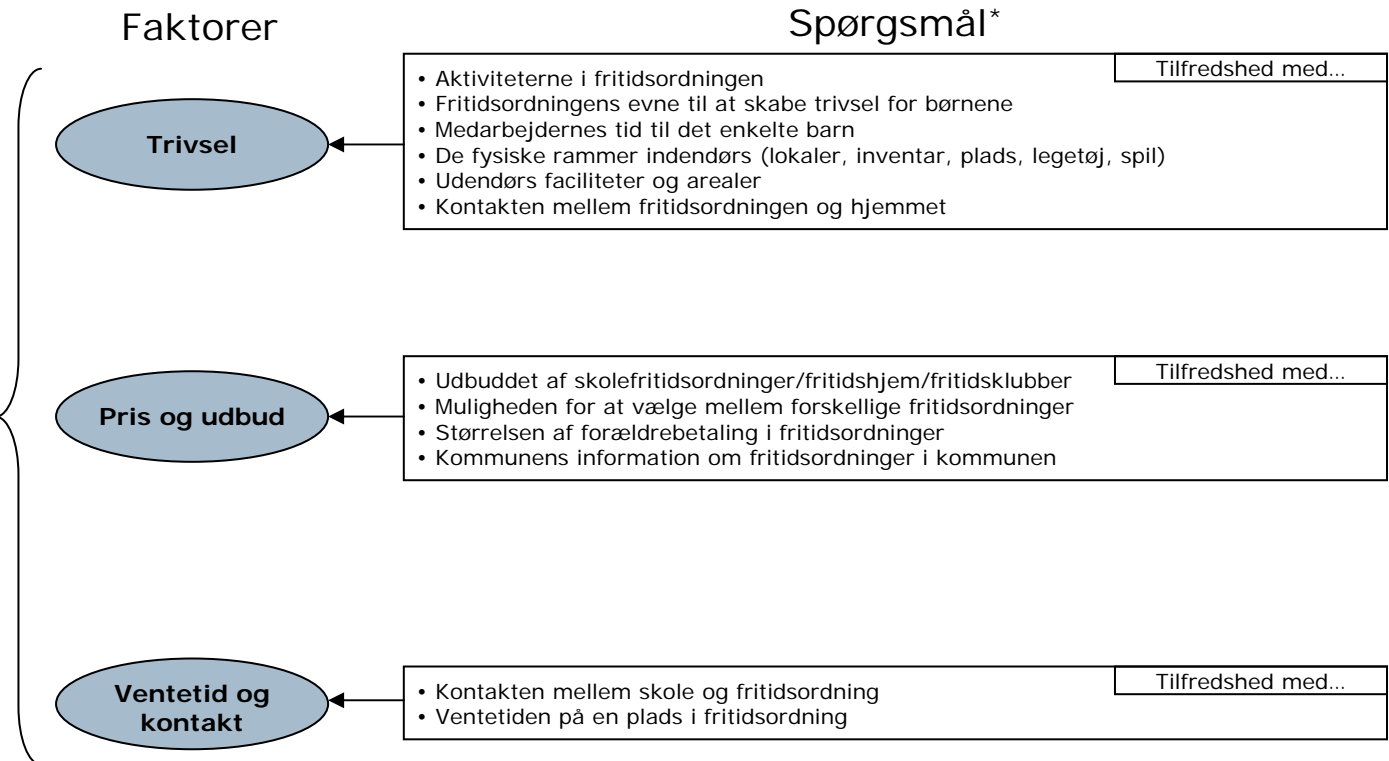 Faktorer
Spørgsmål*
Trivsel
Tilfredshed med...
• Aktiviteterne i fritidsordningen
• Fritidsordningens evne til at skabe trivsel for børnene
• Medarbejdernes tid til det enkelte barn
• De fysiske rammer indendørs (lokaler, inventar, plads, legetøj, spil)
• Udendørs faciliteter og arealer
• Kontakten mellem fritidsordningen og hjemmet
Pris og udbud
Tilfredshed med...
• Udbuddet af skolefritidsordninger/fritidshjem/fritidsklubber
• Muligheden for at vælge mellem forskellige fritidsordninger
• Størrelsen af forældrebetaling i fritidsordninger
• Kommunens information om fritidsordninger i kommunen
Ventetid og
kontakt
Tilfredshed med...
• Kontakten mellem skole og fritidsordning
• Ventetiden på en plads i fritidsordning